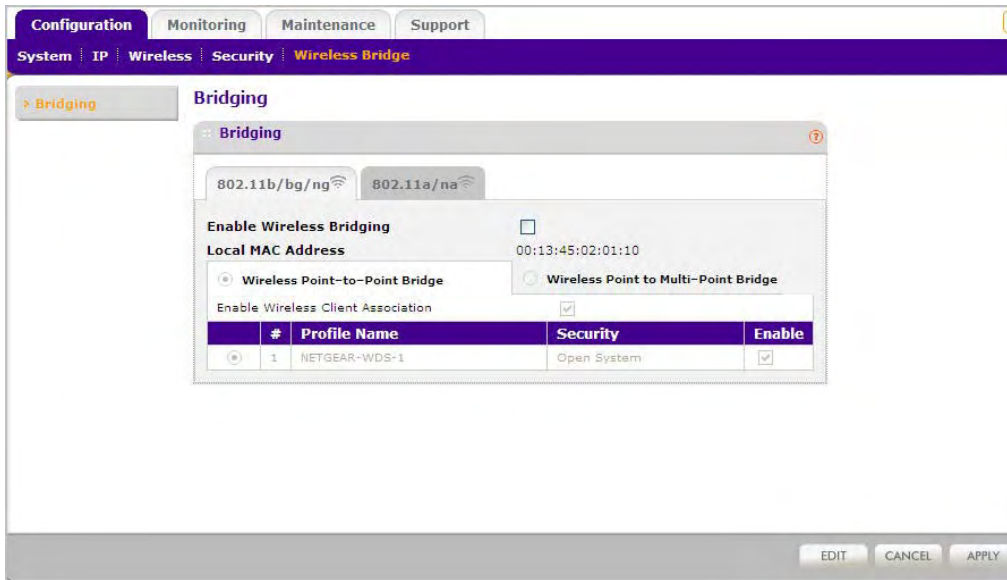 Configuration Monitoring Maintenance Support
System IP Wireless Security Wireless Bridge
> Bridging
Bridging
Bridging ?
802.11b/bg/ng 802.11a/na
Enable Wireless Bridging
Local MAC Address 00:13:45:02:01:10
Wireless Point-to-Point Bridge Wireless Point to Multi-Point Bridge
Enable Wireless Client Association
# Profile Name Security Enable
1 NETGEAR-WDS-1 Open System
EDIT CANCEL APPLY